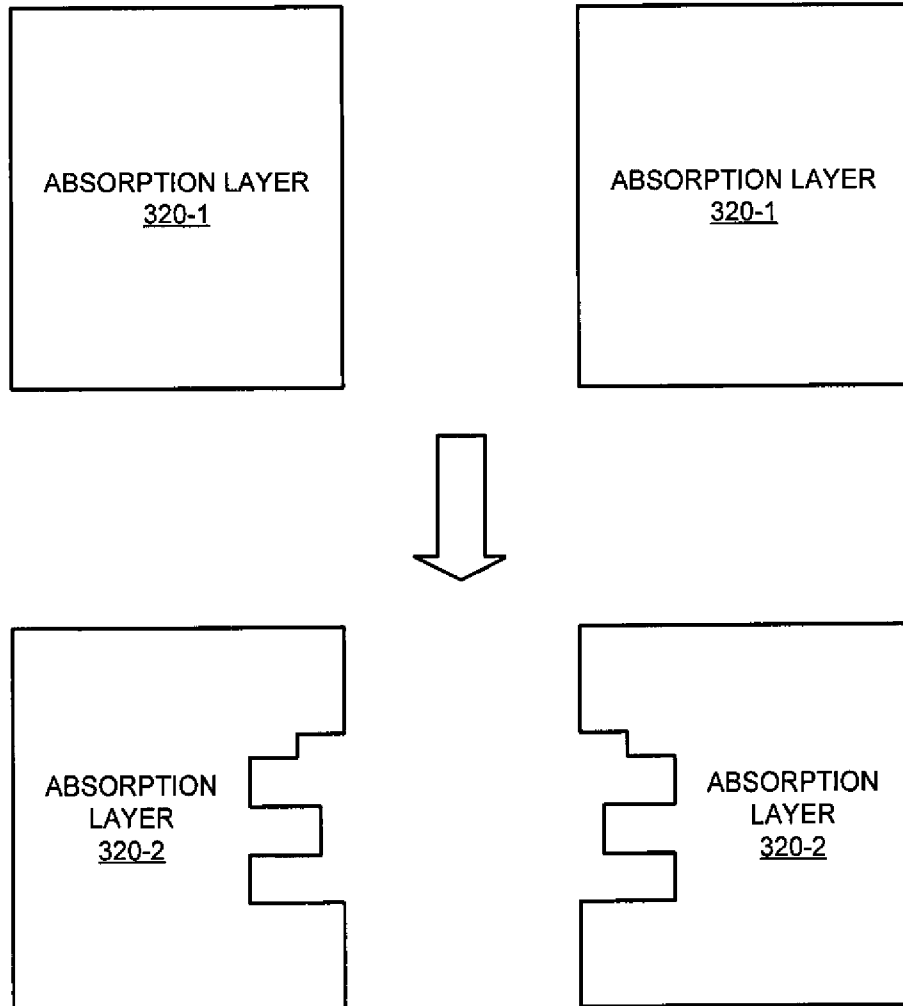 ABSORPTION LAYER
320-1
ABSORPTION LAYER
320-1
ABSORPTION
LAYER
320-2
ABSORPTION
LAYER
320-2